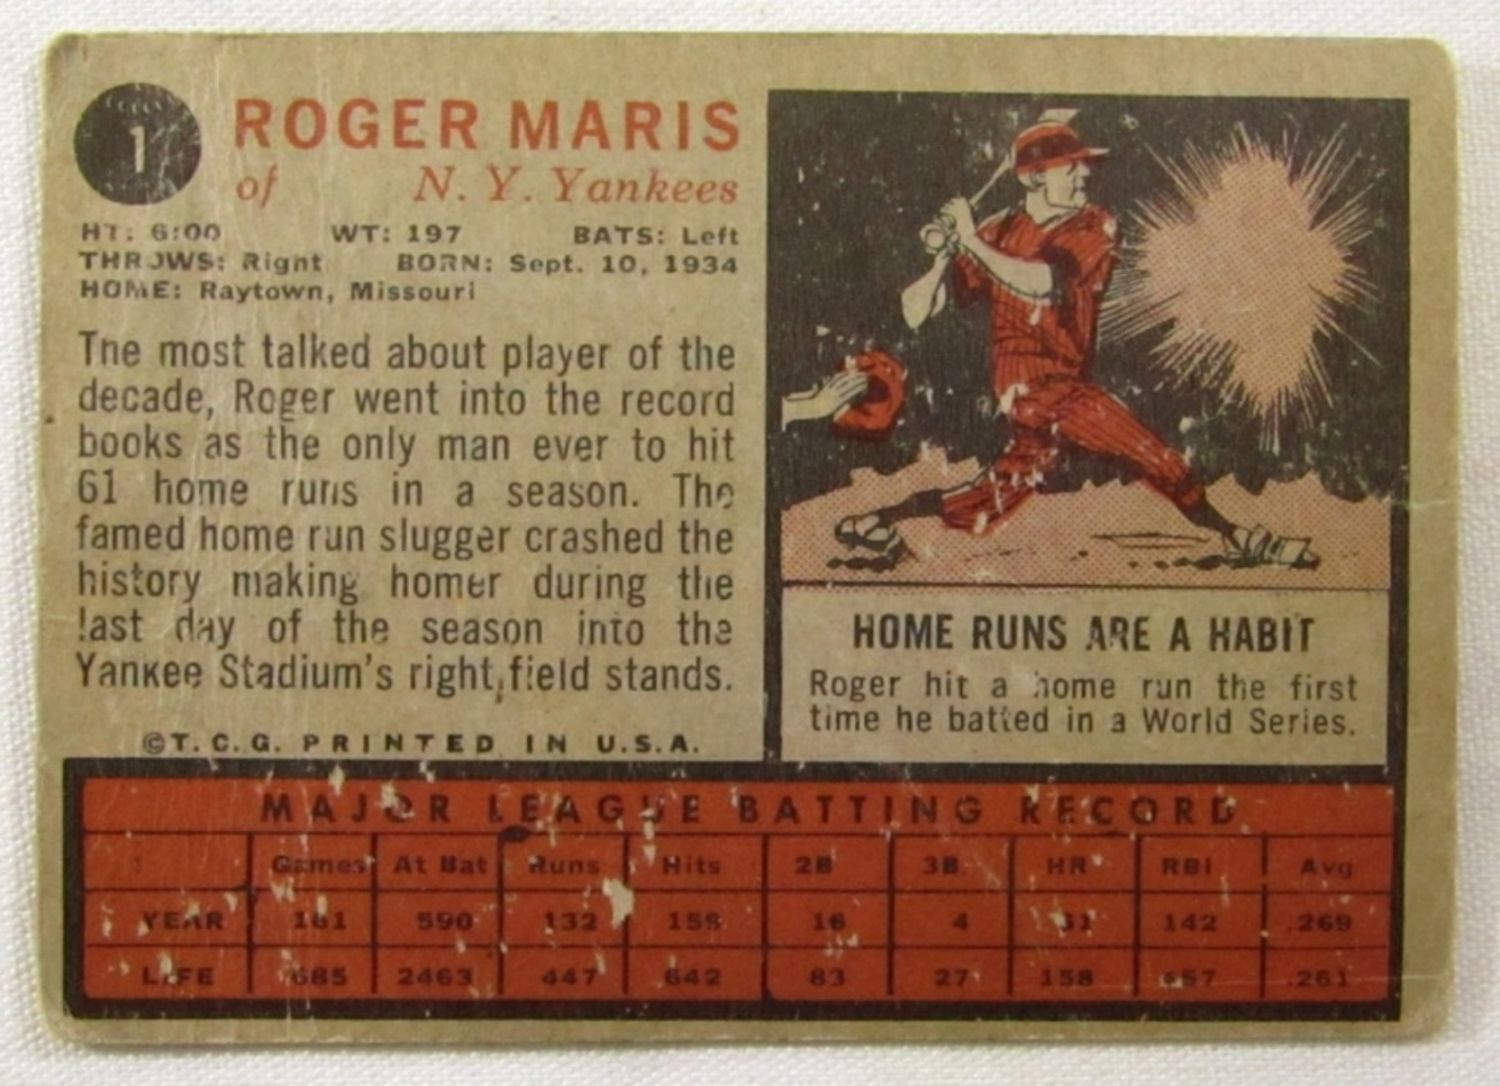 1
ROGER MARIS
of N. Y. Yankees
HT: 6:00 WT: 197 BATS: Left
THROWS: Right BORN: Sept. 10, 1934
HOME: Raytown, Missouri
The most talked about player of the
decade, Roger went into the record
books as the only man ever to hit
61 home runs in a season. The
famed home run slugger crashed the
history making homer during the
last day of the season into the
Yankee Stadium's right field stands.
©T. C. G. PRINTED IN U.S.A.
HOME RUNS ARE A HABIT
Roger hit a home run the first
time he batted in a World Series.
MAJOR LEAGUE BATTING RECORD
Games At Bat Runs Hits 2B 3B HR RBI Avg
YEAR 161 590 132 159 16 4 61 142 .269
LIFE 685 2463 447 642 83 27 158 457 .261